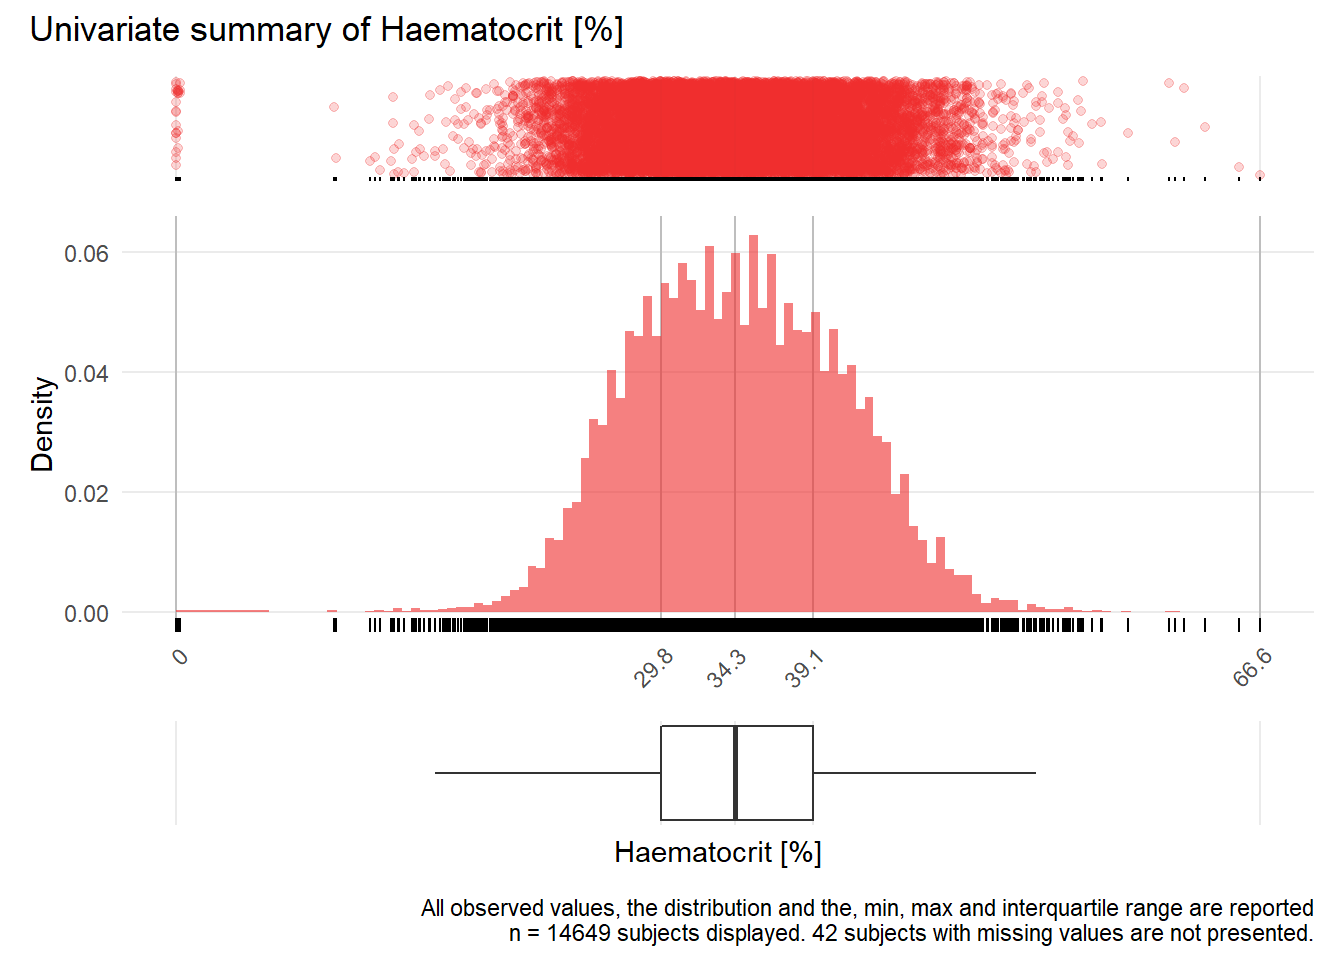 Univariate summary of Haematocrit [%]
0.06
0.04
0.02
0.00
Density
0
29.8
34.3
39.1
66.6
Haematocrit [%]
All observed values, the distribution and the, min, max and interquartile range are reported
n = 14649 subjects displayed. 42 subjects with missing values are not presented.